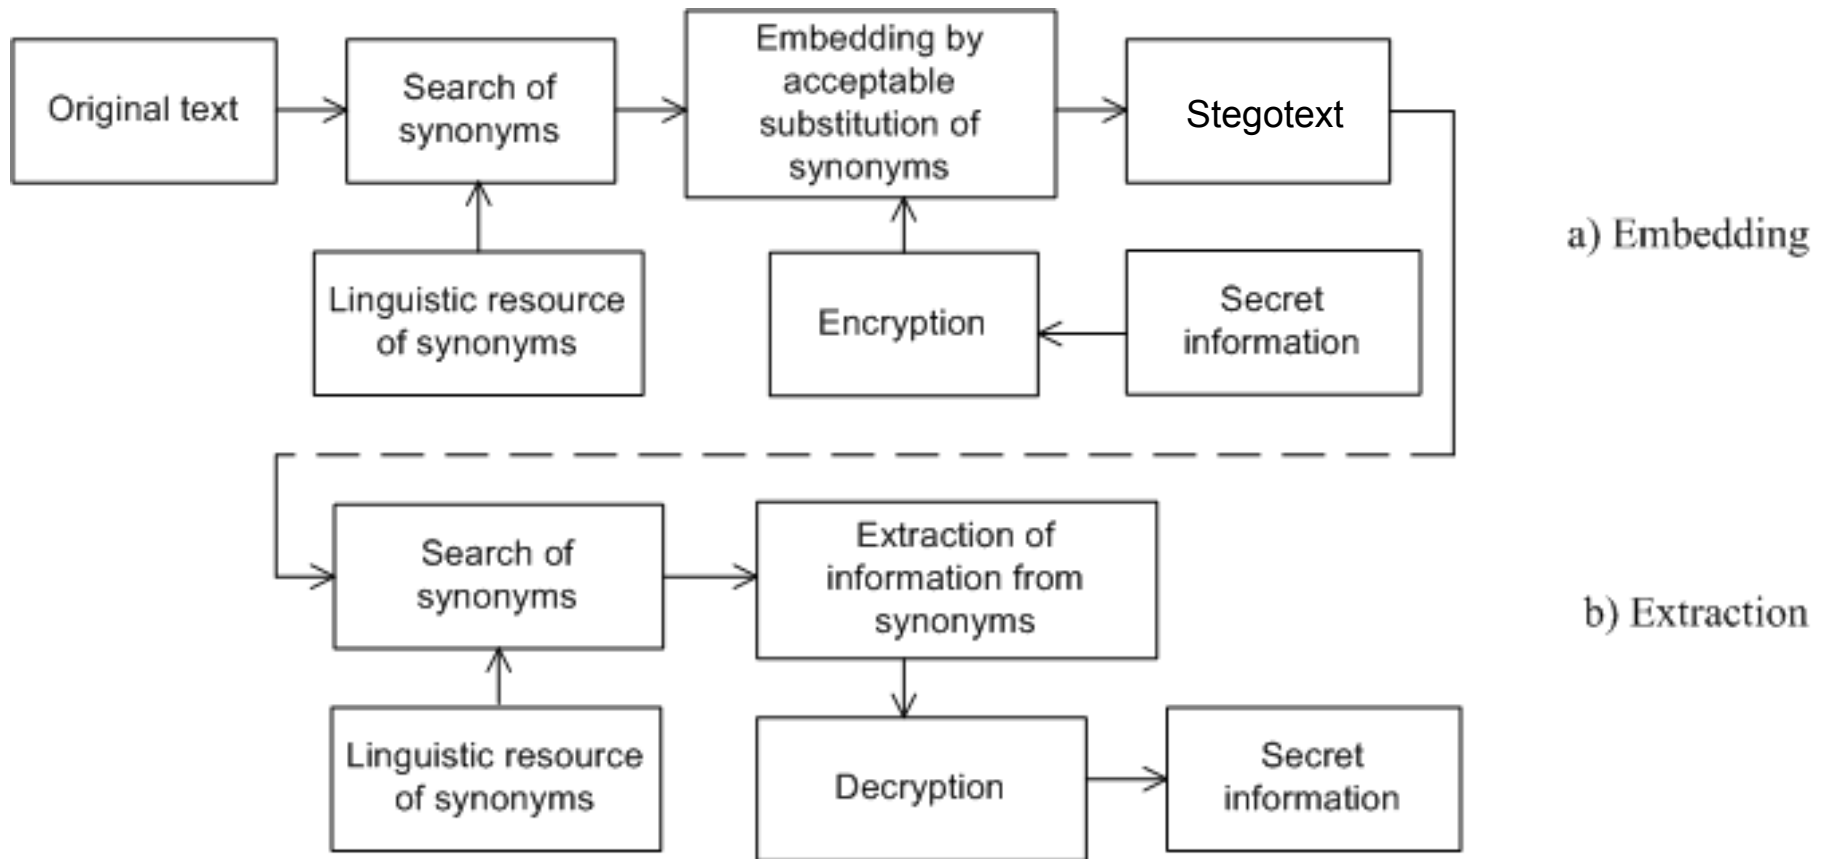 Original text
Search of
synonyms
Embedding by
acceptable
substitution of
synonyms
Stegotext
Linguistic resource
of synonyms
Encryption
Secret
information
a) Embedding
Search of
synonyms
Extraction of
information from
synonyms
b) Extraction
Linguistic resource
of synonyms
Decryption
Secret
information